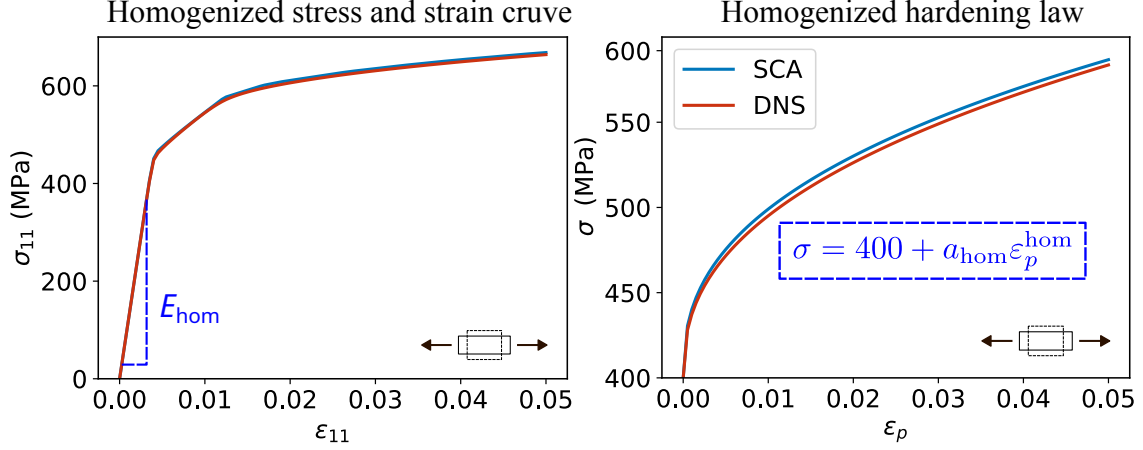 Homogenized stress and strain cruve
σ₁₁ (MPa)
600
400
200
0
E_hom
0.00 0.01 0.02 0.03 0.04 0.05
ε₁₁
Homogenized hardening law
σ (MPa)
600
550
500
450
400
SCA
DNS
σ = 400 + a_hom ε_p^hom
0.00 0.01 0.02 0.03 0.04 0.05
ε_p